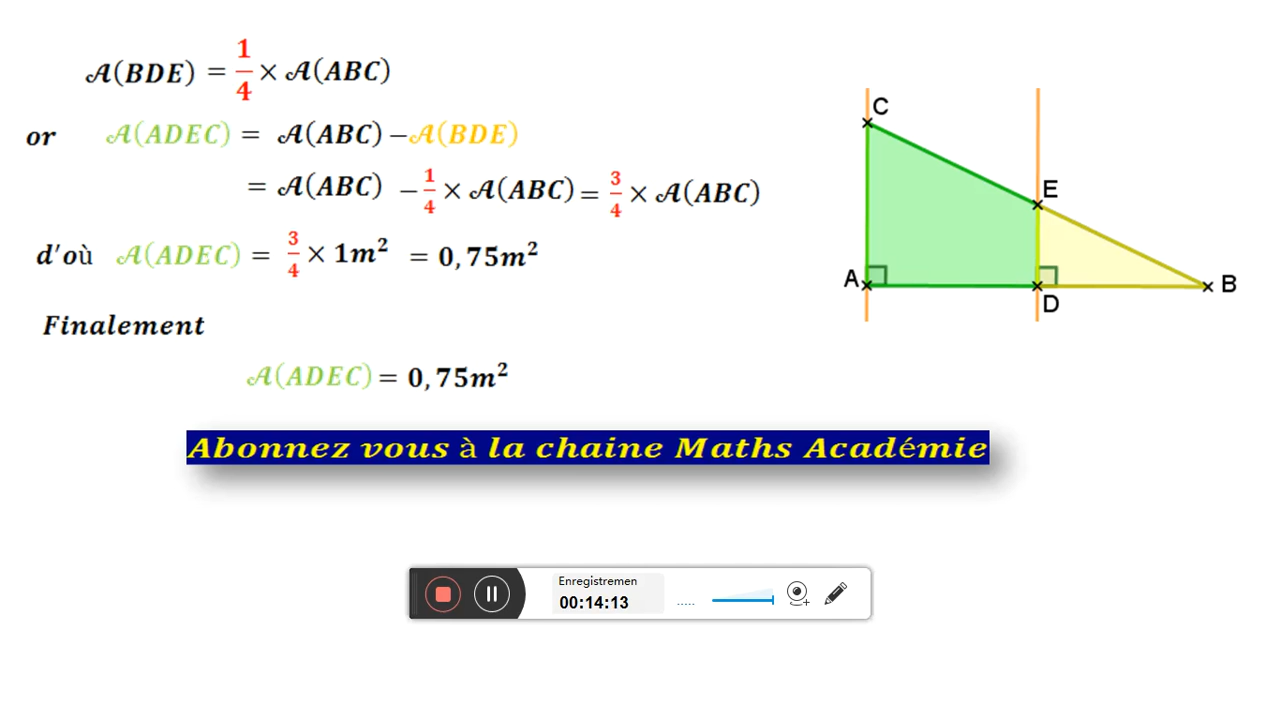 𝒜(BDE) = 1/4 × 𝒜(ABC)
or 𝒜(ADEC) = 𝒜(ABC) − 𝒜(BDE)
= 𝒜(ABC) − 1/4 × 𝒜(ABC) = 3/4 × 𝒜(ABC)
d'où 𝒜(ADEC) = 3/4 × 1m² = 0,75m²
Finalement
𝒜(ADEC) = 0,75m²
C
E
A
D
B
Abonnez vous à la chaine Maths Académie
Enregistremen
00:14:13